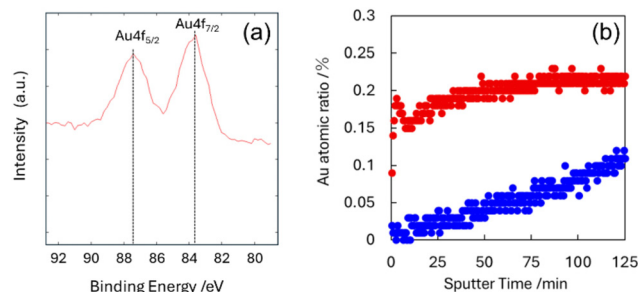 (a)
Au4f5/2
Au4f7/2
Intensity (a.u.)
92 90 88 86 84 82 80
Binding Energy /eV
(b)
Au atomic ratio /%
0.3
0.25
0.2
0.15
0.1
0.05
0
0 25 50 75 100 125
Sputter Time /min